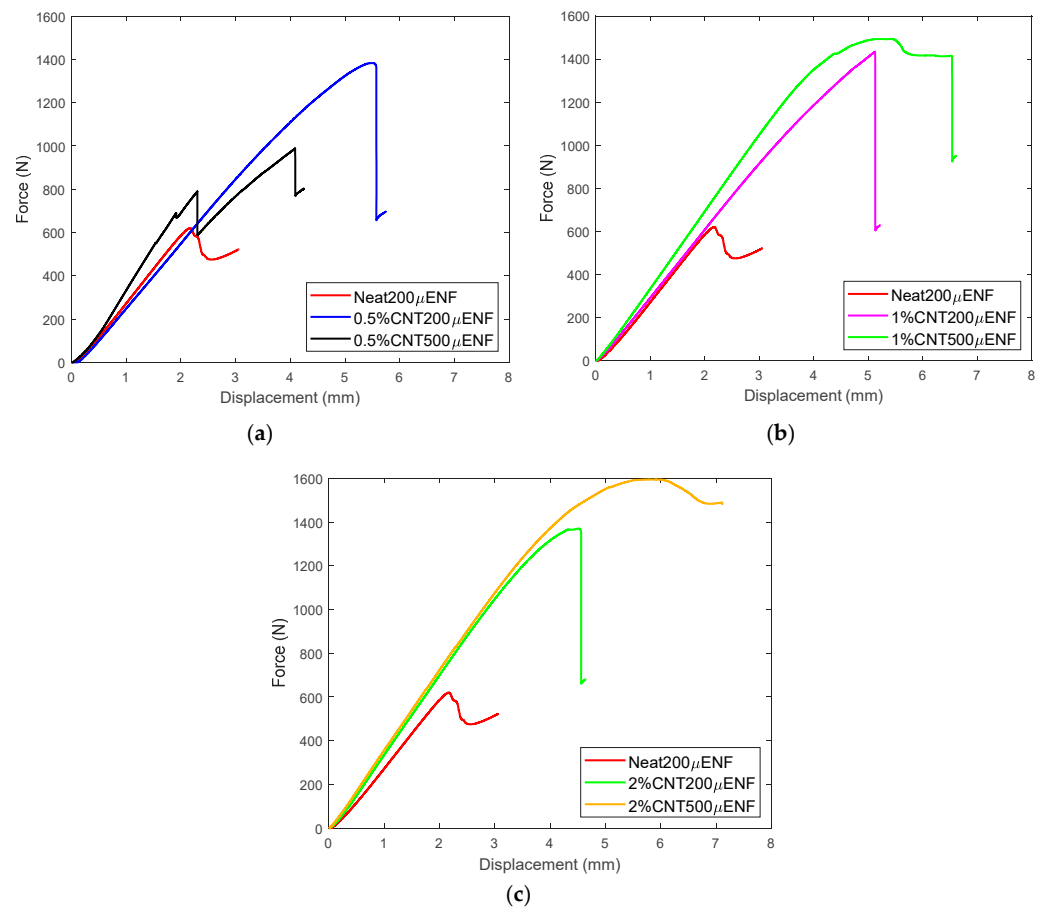 1600
1400
1200
1000
800
600
400
200
0
Force (N)
0 1 2 3 4 5 6 7 8
Displacement (mm)
Neat200μENF
0.5%CNT200μENF
0.5%CNT500μENF
(a)
1600
1400
1200
1000
800
600
400
200
0
Force (N)
0 1 2 3 4 5 6 7 8
Displacement (mm)
Neat200μENF
1%CNT200μENF
1%CNT500μENF
(b)
1600
1400
1200
1000
800
600
400
200
0
Force (N)
0 1 2 3 4 5 6 7 8
Displacement (mm)
Neat200μENF
2%CNT200μENF
2%CNT500μENF
(c)